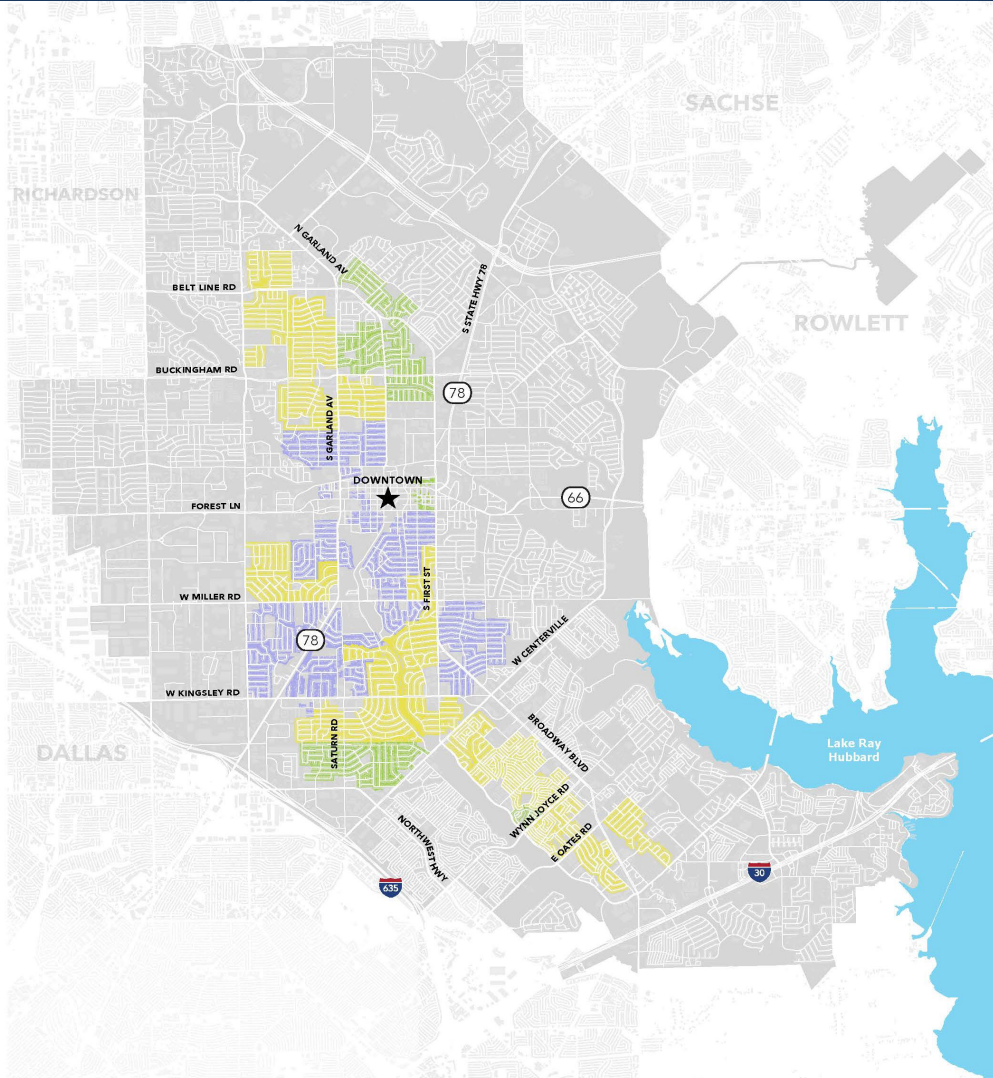 SACHSE
RICHARDSON
N GARLAND AV
BELT LINE RD
S STATE HWY 78
ROWLETT
BUCKINGHAM RD
78
S GARLAND AV
DOWNTOWN
66
FOREST LN
S FIRST ST
W MILLER RD
78
W CENTERVILLE
W KINGSLEY RD
SATURN RD
BROADWAY BLVD
DALLAS
Lake Ray
Hubbard
WYNN JOYCE RD
E OATES RD
NORTHWEST HWY
30
635